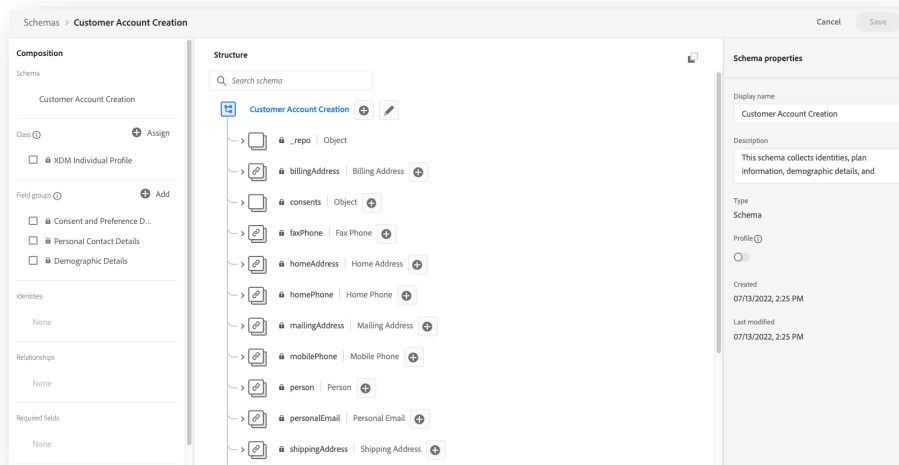 Schemas > Customer Account Creation
Cancel
Save
Composition
Schema
Customer Account Creation
Class
Assign
XDM Individual Profile
Field groups
Add
Consent and Preference D...
Personal Contact Details
Demographic Details
Identities
None
Relationships
None
Required fields
None
Structure
Search schema
Customer Account Creation
_repo | Object
billingAddress | Billing Address
consents | Object
faxPhone | Fax Phone
homeAddress | Home Address
homePhone | Home Phone
mailingAddress | Mailing Address
mobilePhone | Mobile Phone
person | Person
personalEmail | Personal Email
shippingAddress | Shipping Address
Schema properties
Display name
Customer Account Creation
Description
This schema collects identities, plan
information, demographic details, and
Type
Schema
Profile
Created
07/13/2022, 2:25 PM
Last modified
07/13/2022, 2:25 PM